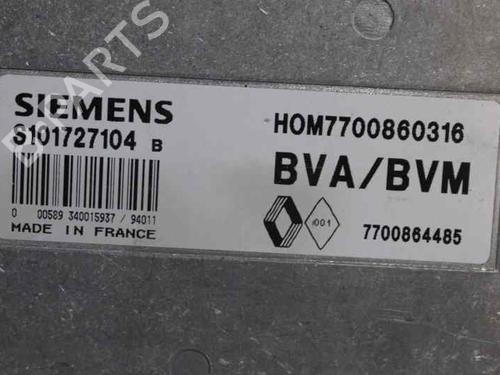 B-PARTS
SIEMENS
S101727104 B
0 00589 340015937 / 94011
MADE IN FRANCE
HOM7700860316
BVA/BVM
001
7700864485